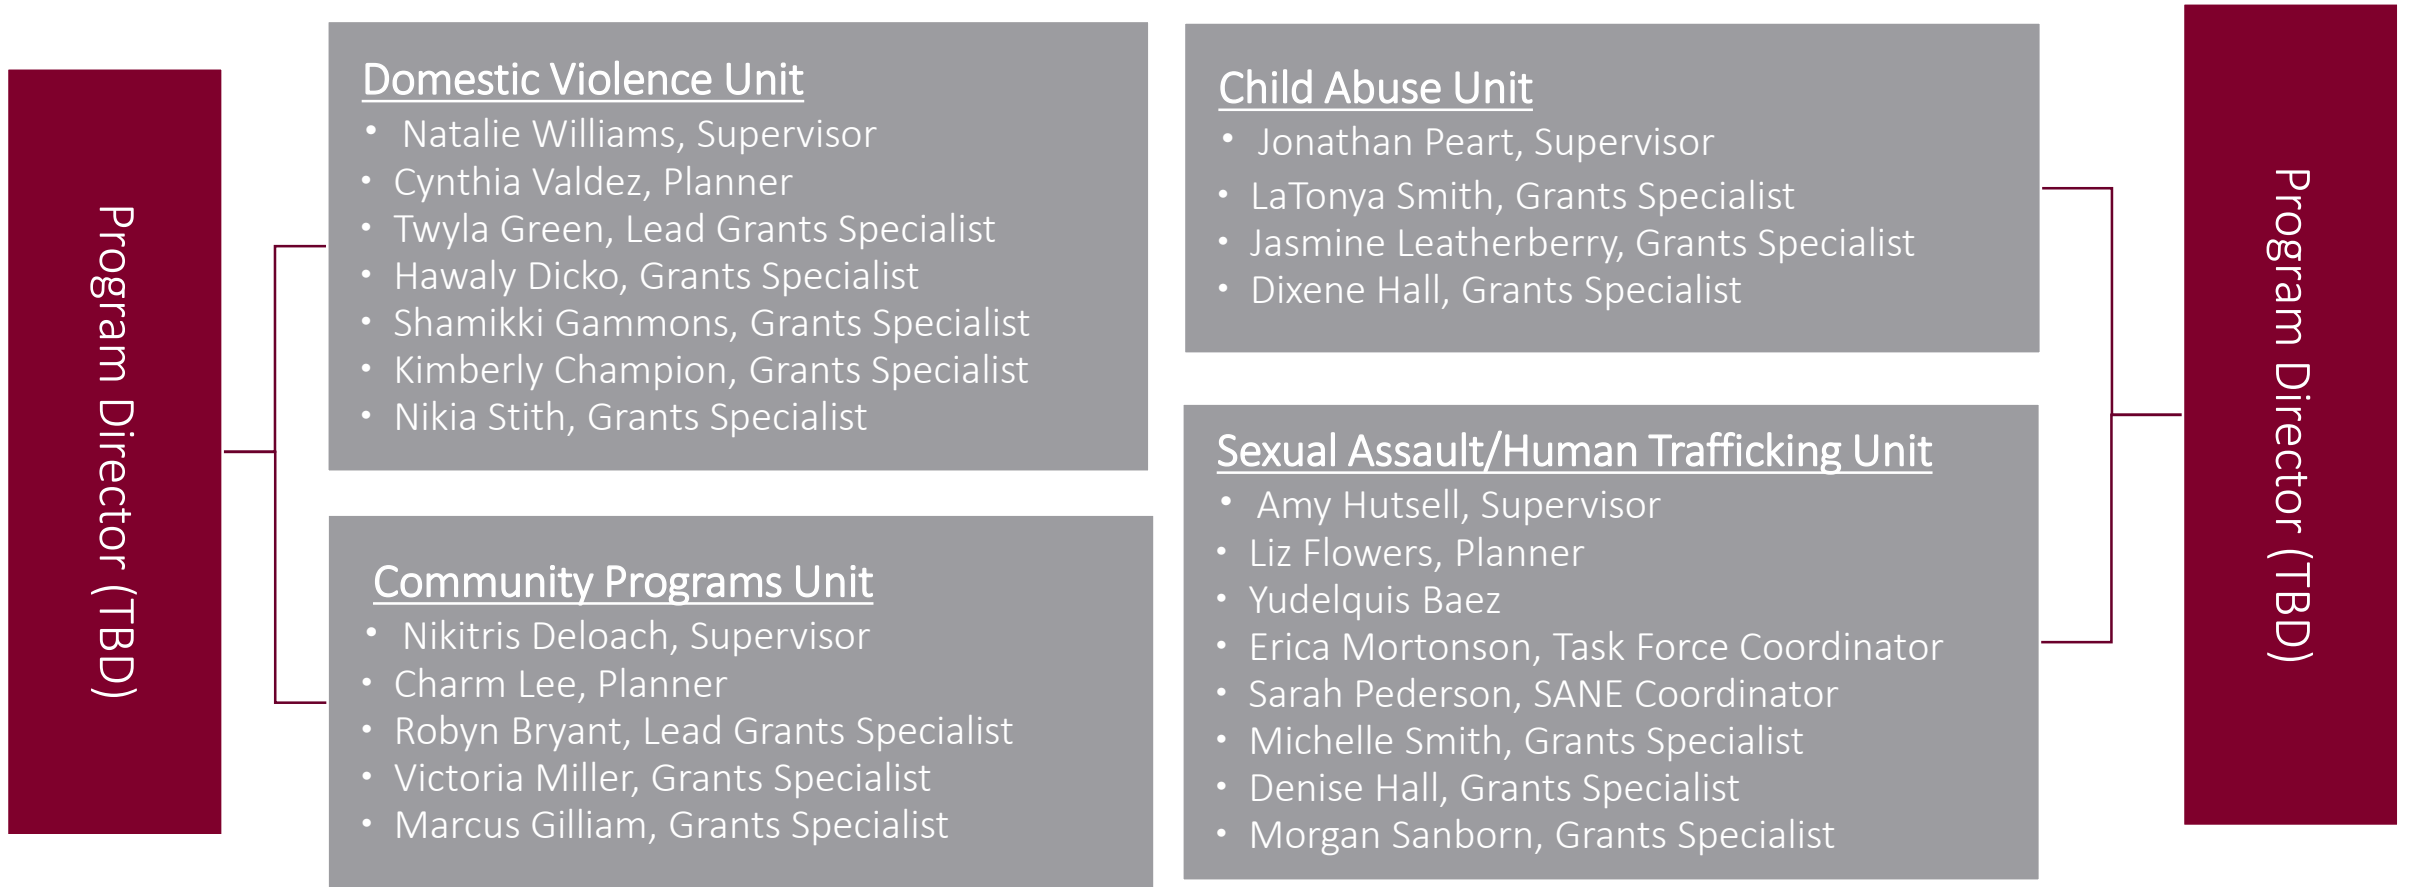 Program Director (TBD)
Domestic Violence Unit
• Natalie Williams, Supervisor
• Cynthia Valdez, Planner
• Twyla Green, Lead Grants Specialist
• Hawaly Dicko, Grants Specialist
• Shamikki Gammons, Grants Specialist
• Kimberly Champion, Grants Specialist
• Nikia Stith, Grants Specialist
Community Programs Unit
• Nikitris Deloach, Supervisor
• Charm Lee, Planner
• Robyn Bryant, Lead Grants Specialist
• Victoria Miller, Grants Specialist
• Marcus Gilliam, Grants Specialist
Child Abuse Unit
• Jonathan Peart, Supervisor
• LaTonya Smith, Grants Specialist
• Jasmine Leatherberry, Grants Specialist
• Dixene Hall, Grants Specialist
Sexual Assault/Human Trafficking Unit
• Amy Hutsell, Supervisor
• Liz Flowers, Planner
• Yudelquis Baez
• Erica Mortonson, Task Force Coordinator
• Sarah Pederson, SANE Coordinator
• Michelle Smith, Grants Specialist
• Denise Hall, Grants Specialist
• Morgan Sanborn, Grants Specialist
Program Director (TBD)